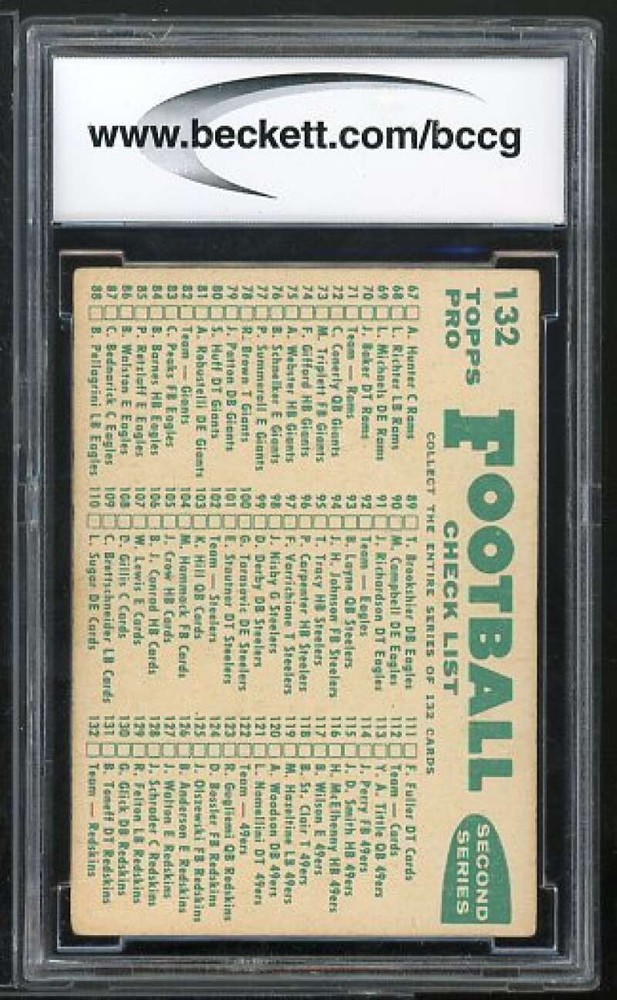 www.beckett.com/bccg
132
TOPPS
PRO
FOOTBALL
CHECK LIST
SECOND
SERIES
COLLECT THE ENTIRE SERIES OF 132 CARDS
67 A. Hunter C Rams
68 L. Richter LB Rams
69 L. Michaels DE Rams
70 J. Baker DT Rams
71 Team — Rams
72 C. Conerly QB Giants
73 M. Triplett FB Giants
74 F. Gifford HB Giants
75 A. Webster HB Giants
76 B. Schnelker E Giants
77 P. Summerall E Giants
78 R. Brown T Giants
79 J. Patton DB Giants
80 S. Huff DT Giants
81 A. Robustelli DE Giants
82 Team — Giants
83 C. Peaks FB Eagles
84 B. Barnes HB Eagles
85 P. Retzlaff E Eagles
86 B. Walston E Eagles
87 C. Bednarick C Eagles
88 B. Pellagrini LB Eagles
89 T. Brookshier DB Eagles
90 M. Campbell DE Eagles
91 J. Richardson DT Eagles
92 Team — Eagles
93 B. Layne QB Steelers
94 J. H. Johnson FB Steelers
95 T. Tracy HB Steelers
96 P. Carpenter HB Steelers
97 F. Varrichione T Steelers
98 J. Nisby G Steelers
99 D. Derby DB Steelers
100 G. Tarasovic DE Steelers
101 E. Stautner DT Steelers
102 Team — Steelers
103 K. Hill QB Cards
104 M. Hammock FB Cards
105 J. Crow HB Cards
106 B. J. Conrad HB Cards
107 W. Lewis E Cards
108 D. Gillis C Cards
109 C. Brettschneider LB Cards
110 L. Sugar DE Cards
111 F. Fuller DT Cards
112 Team — Cards
113 Y. A. Tittle QB 49ers
114 J. Perry FB 49ers
115 J. D. Smith HB 49ers
116 H. McElhenny HB 49ers
117 B. Wilson E 49ers
118 B. St. Clair T 49ers
119 M. Hazeltine LB 49ers
120 A. Woodson DB 49ers
121 L. Nomellini DT 49ers
122 Team — 49ers
123 R. Guglielmi QB Redskins
124 D. Bossler FB Redskins
125 J. Olszewski FB Redskins
126 B. Anderson E Redskins
127 J. Walton E Redskins
128 J. Schroder C Redskins
129 R. Felton LB Redskins
130 G. Glick DB Redskins
131 B. Toneff DT Redskins
132 Team — Redskins